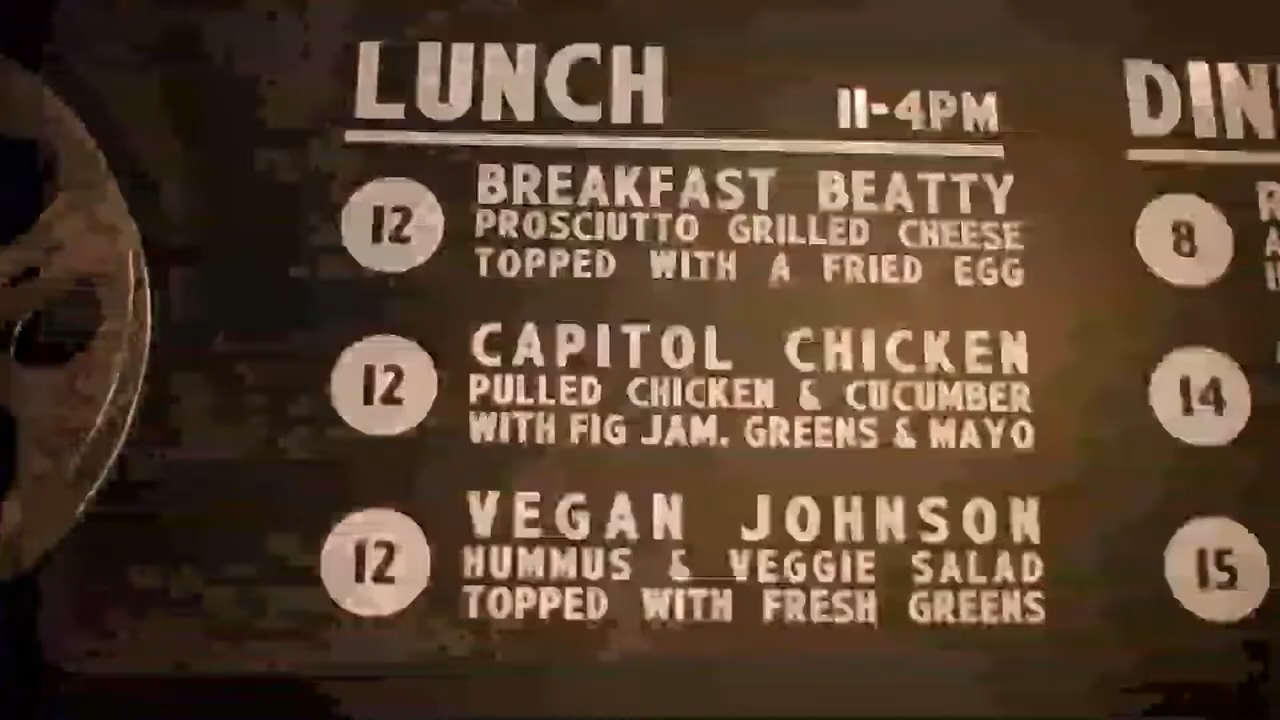 LUNCH 11-4PM
12 BREAKFAST BEATTY
PROSCIUTTO GRILLED CHEESE
TOPPED WITH A FRIED EGG
12 CAPITOL CHICKEN
PULLED CHICKEN & CUCUMBER
WITH FIG JAM. GREENS & MAYO
12 VEGAN JOHNSON
HUMMUS & VEGGIE SALAD
TOPPED WITH FRESH GREENS
DIN
8
14
15